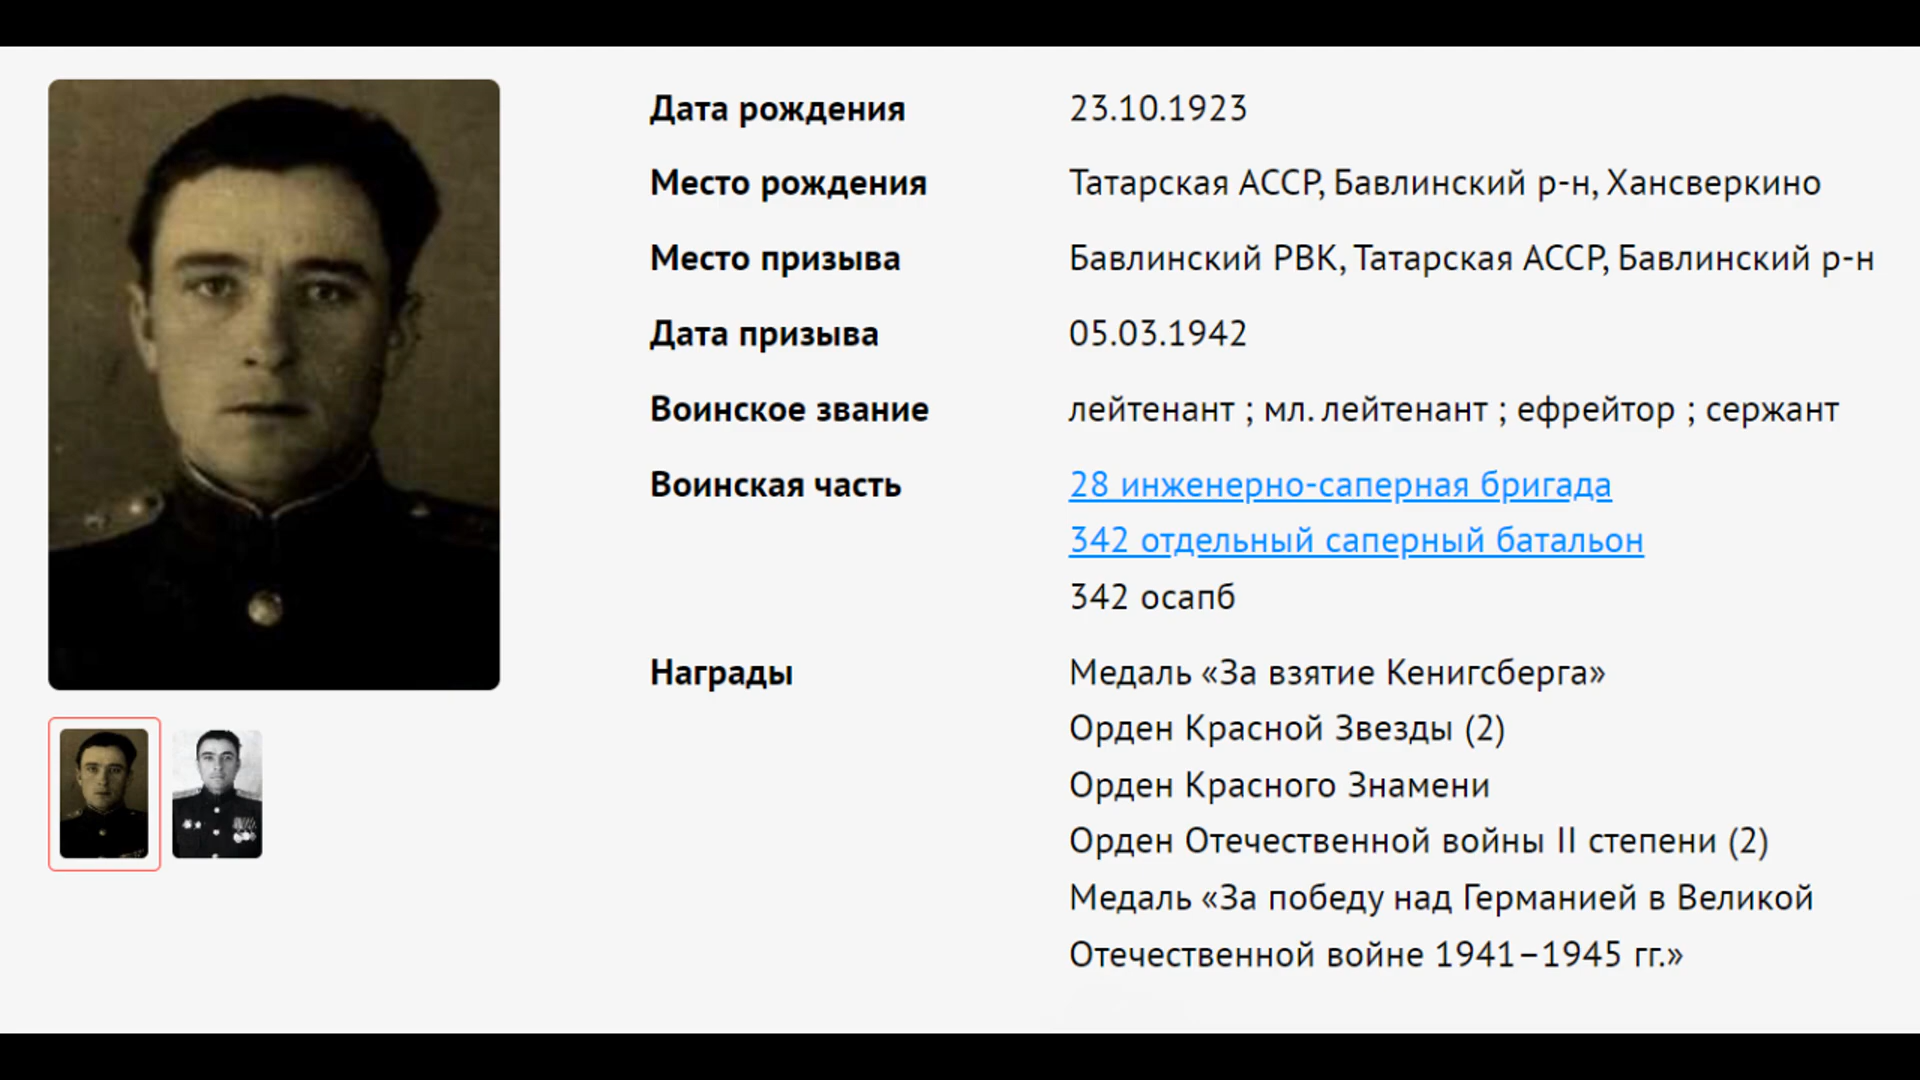 Дата рождения 23.10.1923
Место рождения Татарская АССР, Бавлинский р-н, Хансверкино
Место призыва Бавлинский РВК, Татарская АССР, Бавлинский р-н
Дата призыва 05.03.1942
Воинское звание лейтенант ; мл. лейтенант ; ефрейтор ; сержант
Воинская часть 28 инженерно-саперная бригада
342 отдельный саперный батальон
342 осапб
Награды Медаль «За взятие Кенигсберга»
Орден Красной Звезды (2)
Орден Красного Знамени
Орден Отечественной войны II степени (2)
Медаль «За победу над Германией в Великой
Отечественной войне 1941–1945 гг.»